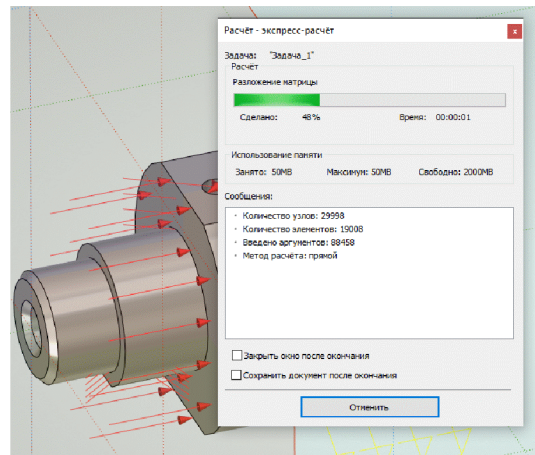 Расчёт - экспресс-расчёт
Задача: "Задача_1"
Расчёт
Разложение матрицы
Сделано: 48% Время: 00:00:01
Использование памяти
Занято: 50MB Максимум: 50MB Свободно: 2000MB
Сообщения:
Количество узлов: 29998
Количество элементов: 19008
Введено аргументов: 88458
Метод расчёта: прямой
Закрыть окно после окончания
Сохранить документ после окончания
Отменить